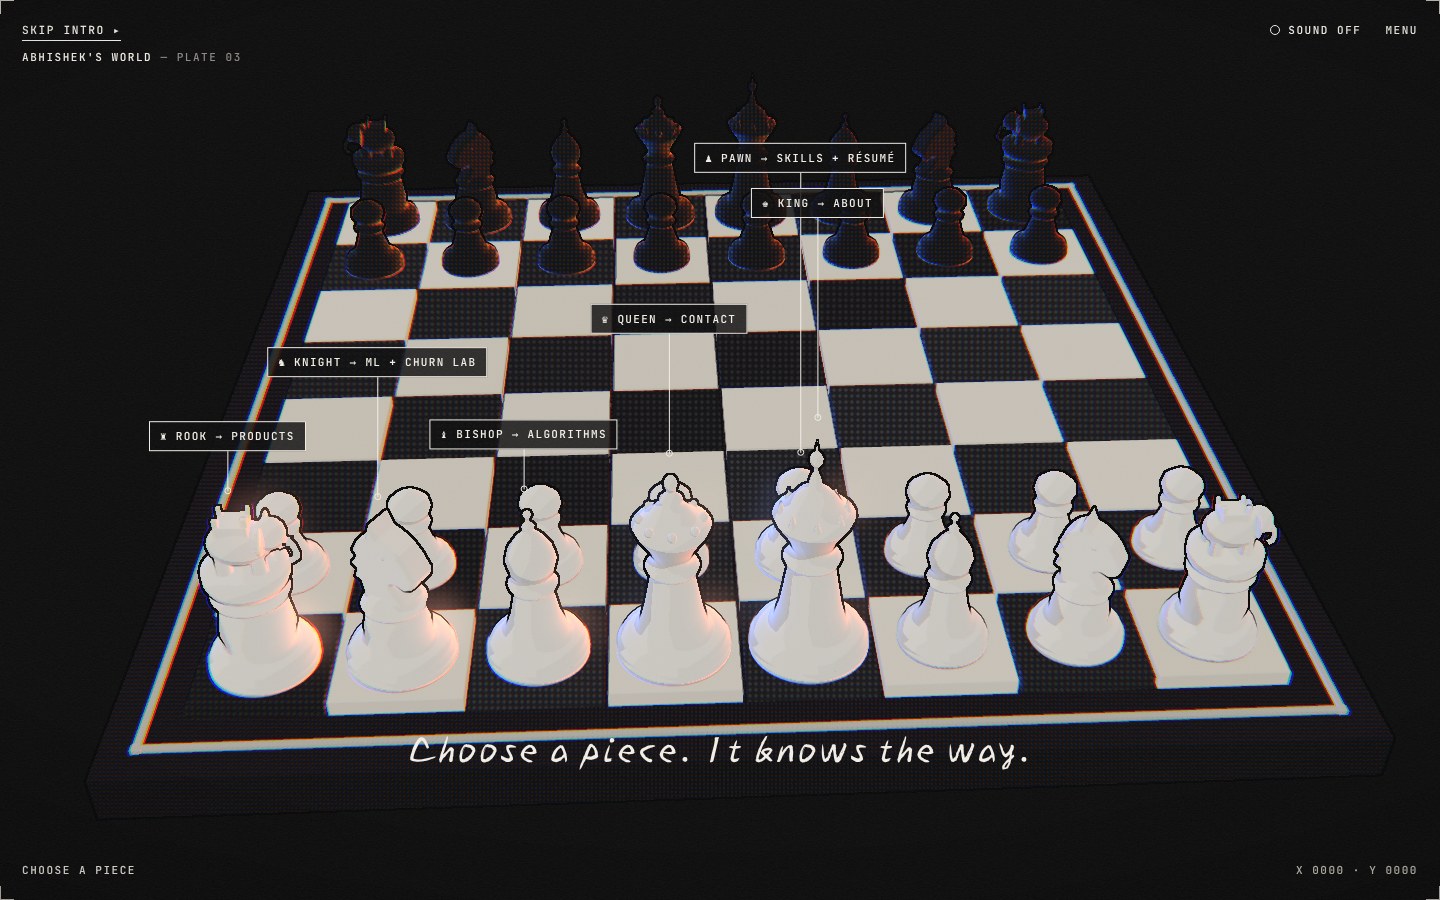 SKIP INTRO ▸
SOUND OFF
MENU
ABHISHEK'S WORLD — PLATE 03
♟ PAWN → SKILLS + RÉSUMÉ
♚ KING → ABOUT
♛ QUEEN → CONTACT
♞ KNIGHT → ML + CHURN LAB
♜ ROOK → PRODUCTS
♝ BISHOP → ALGORITHMS
Choose a piece. It knows the way.
CHOOSE A PIECE
X 0000 · Y 0000